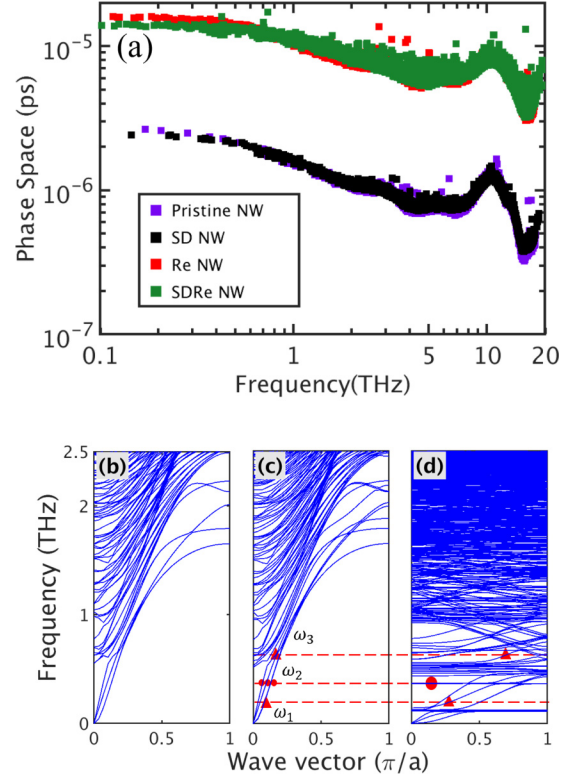 (a)
Phase Space (ps)
10⁻⁵
10⁻⁶
10⁻⁷
Pristine NW
SD NW
Re NW
SDRe NW
0.1 1 5 10 20
Frequency(THz)
(b) (c) (d)
Frequency (THz)
2.5
2
1.5
1
0.5
0
ω₃
ω₂
ω₁
0 0.5 1 0 0.5 1 0 0.5 1
Wave vector (π/a)